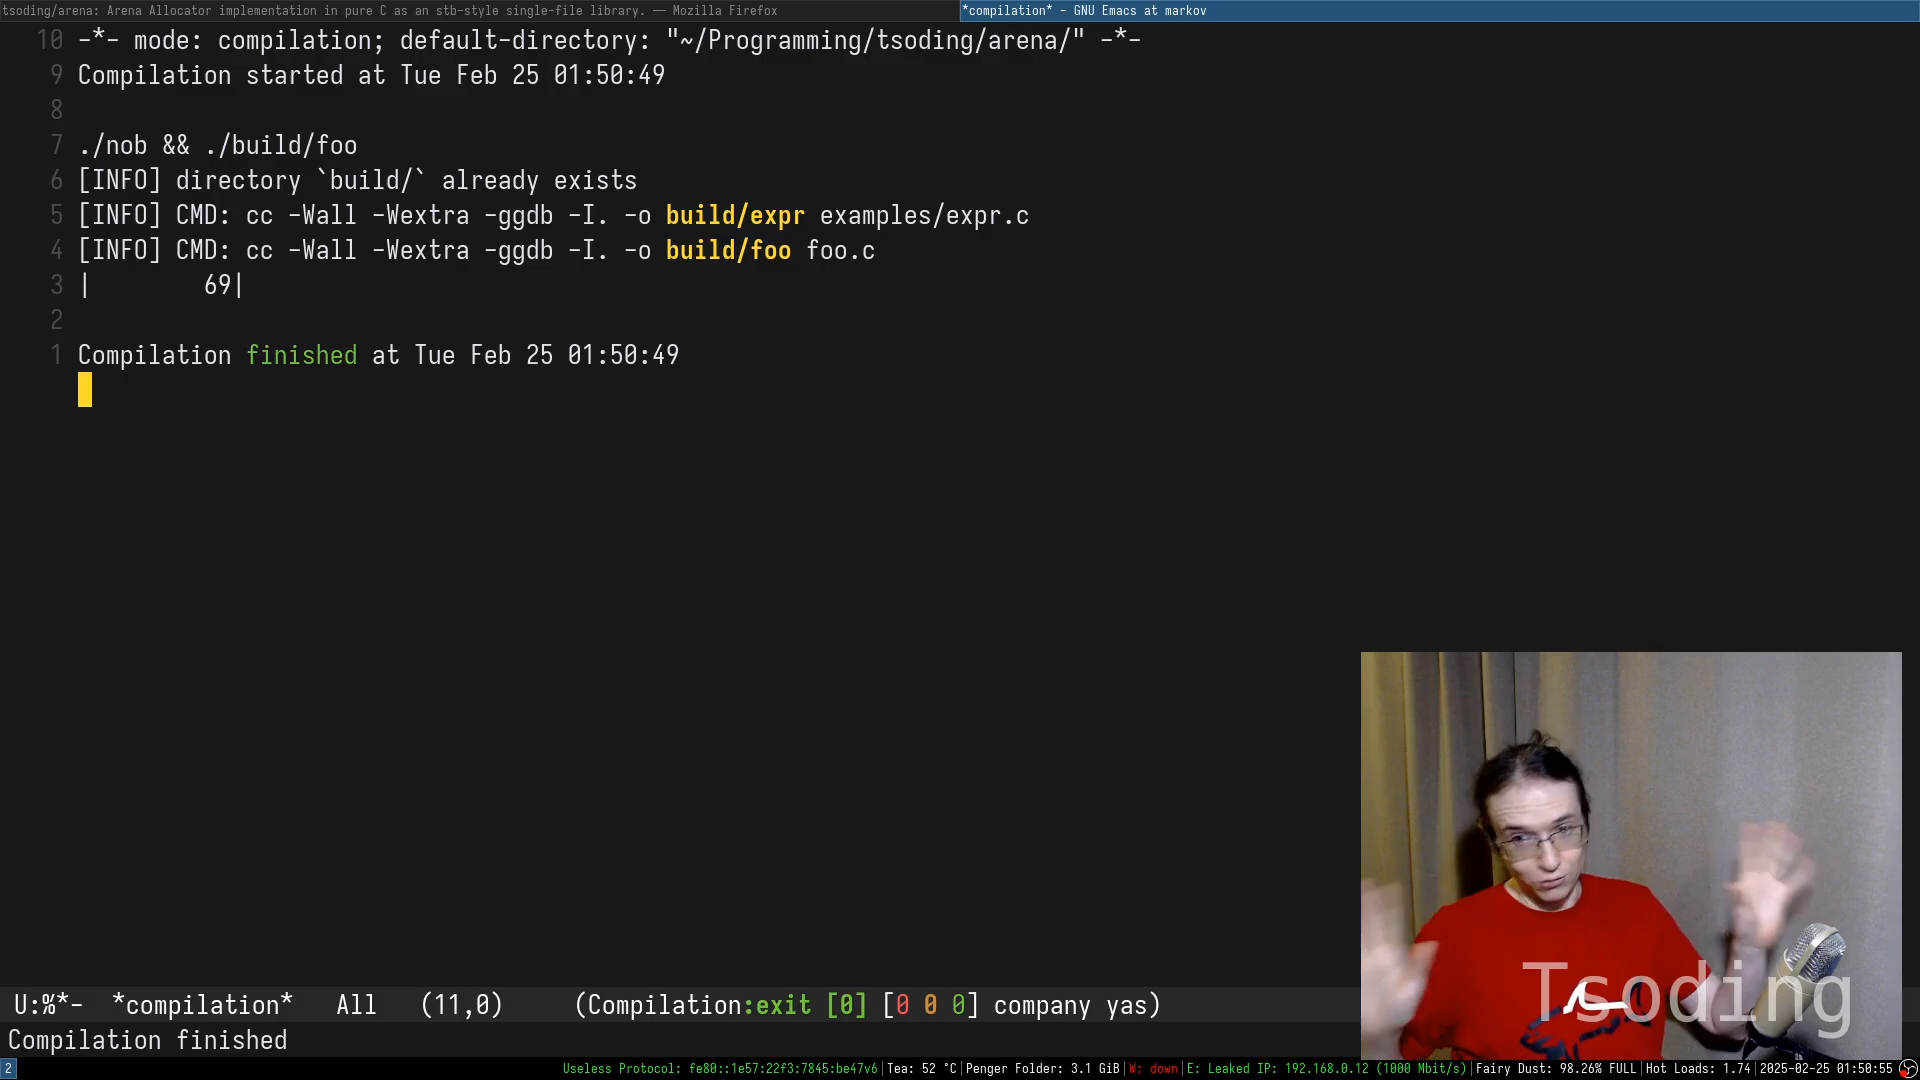 tsoding/arena: Arena Allocator implementation in pure C as an stb-style single-file library. — Mozilla Firefox
*compilation* - GNU Emacs at markov
10 -*- mode: compilation; default-directory: "~/Programming/tsoding/arena/" -*-
9 Compilation started at Tue Feb 25 01:50:49
8
7 ./nob && ./build/foo
6 [INFO] directory `build/` already exists
5 [INFO] CMD: cc -Wall -Wextra -ggdb -I. -o build/expr examples/expr.c
4 [INFO] CMD: cc -Wall -Wextra -ggdb -I. -o build/foo foo.c
3 |        69|
2
1 Compilation finished at Tue Feb 25 01:50:49
Tsoding
U:%*-  *compilation*   All   (11,0)     (Compilation:exit [0] [0 0 0] company yas)
Compilation finished
2
Useless Protocol: fe80::1e57:22f3:7845:be47v6|Tea: 52 °C|Penger Folder: 3.1 GiB|W: down|E: Leaked IP: 192.168.0.12 (1000 Mbit/s)|Fairy Dust: 98.26% FULL|Hot Loads: 1.74|2025-02-25 01:50:55